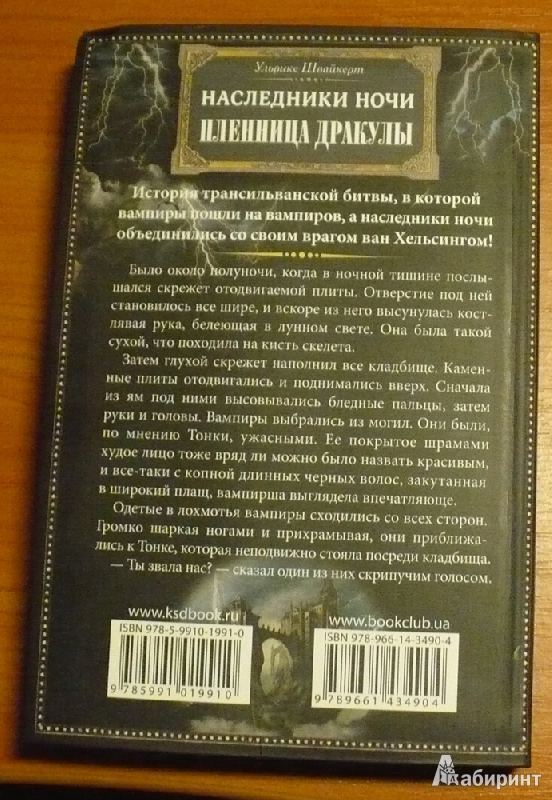 Ульрике Швайкерт
НАСЛЕДНИКИ НОЧИ
ПЛЕННИЦА ДРАКУЛЫ
История трансильванской битвы, в которой
вампиры пошли на вампиров, а наследники ночи
объединились со своим врагом ван Хельсингом!
Было около полуночи, когда в ночной тишине послы-
шался скрежет отодвигаемой плиты. Отверстие под ней
становилось все шире, и вскоре из него высунулась кост-
лявая рука, белеющая в лунном свете. Она была такой
сухой, что походила на кисть скелета.
Затем глухой скрежет наполнил все кладбище. Камен-
ные плиты отодвигались и поднимались вверх. Сначала
из ям под ними высовывались бледные пальцы, затем
руки и головы. Вампиры выбрались из могил. Они были,
по мнению Тонки, ужасными. Ее покрытое шрамами
худое лицо тоже вряд ли можно было назвать красивым,
и все-таки с копной длинных черных волос, закутанная
в широкий плащ, вампирша выглядела впечатляюще.
Одетые в лохмотья вампиры сходились со всех сторон.
Громко шаркая ногами и прихрамывая, они приближа-
лись к Тонке, которая неподвижно стояла посреди кладбища.
— Ты звала нас? — сказал один из них скрипучим голосом.
www.ksdbook.ru
ISBN 978-5-9910-1991-0
9 785991 019910
www.bookclub.ua
ISBN 978-966-14-3490-4
9 789661 434904
Лабиринт